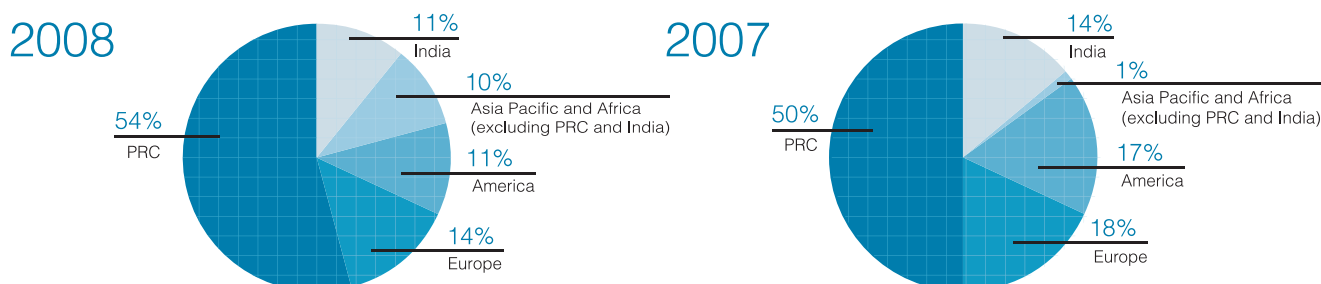 2008
11%
India
10%
Asia Pacific and Africa
(excluding PRC and India)
54%
PRC
11%
America
14%
Europe
2007
14%
India
1%
Asia Pacific and Africa
(excluding PRC and India)
50%
PRC
17%
America
18%
Europe